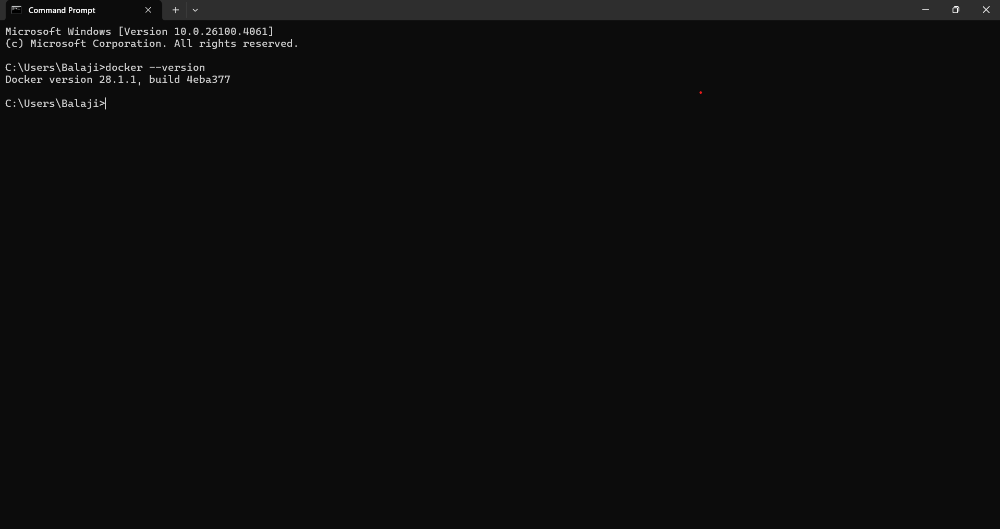 Command Prompt
Microsoft Windows [Version 10.0.26100.4061]
(c) Microsoft Corporation. All rights reserved.
C:\Users\Balaji>docker --version
Docker version 28.1.1, build 4eba377
C:\Users\Balaji>